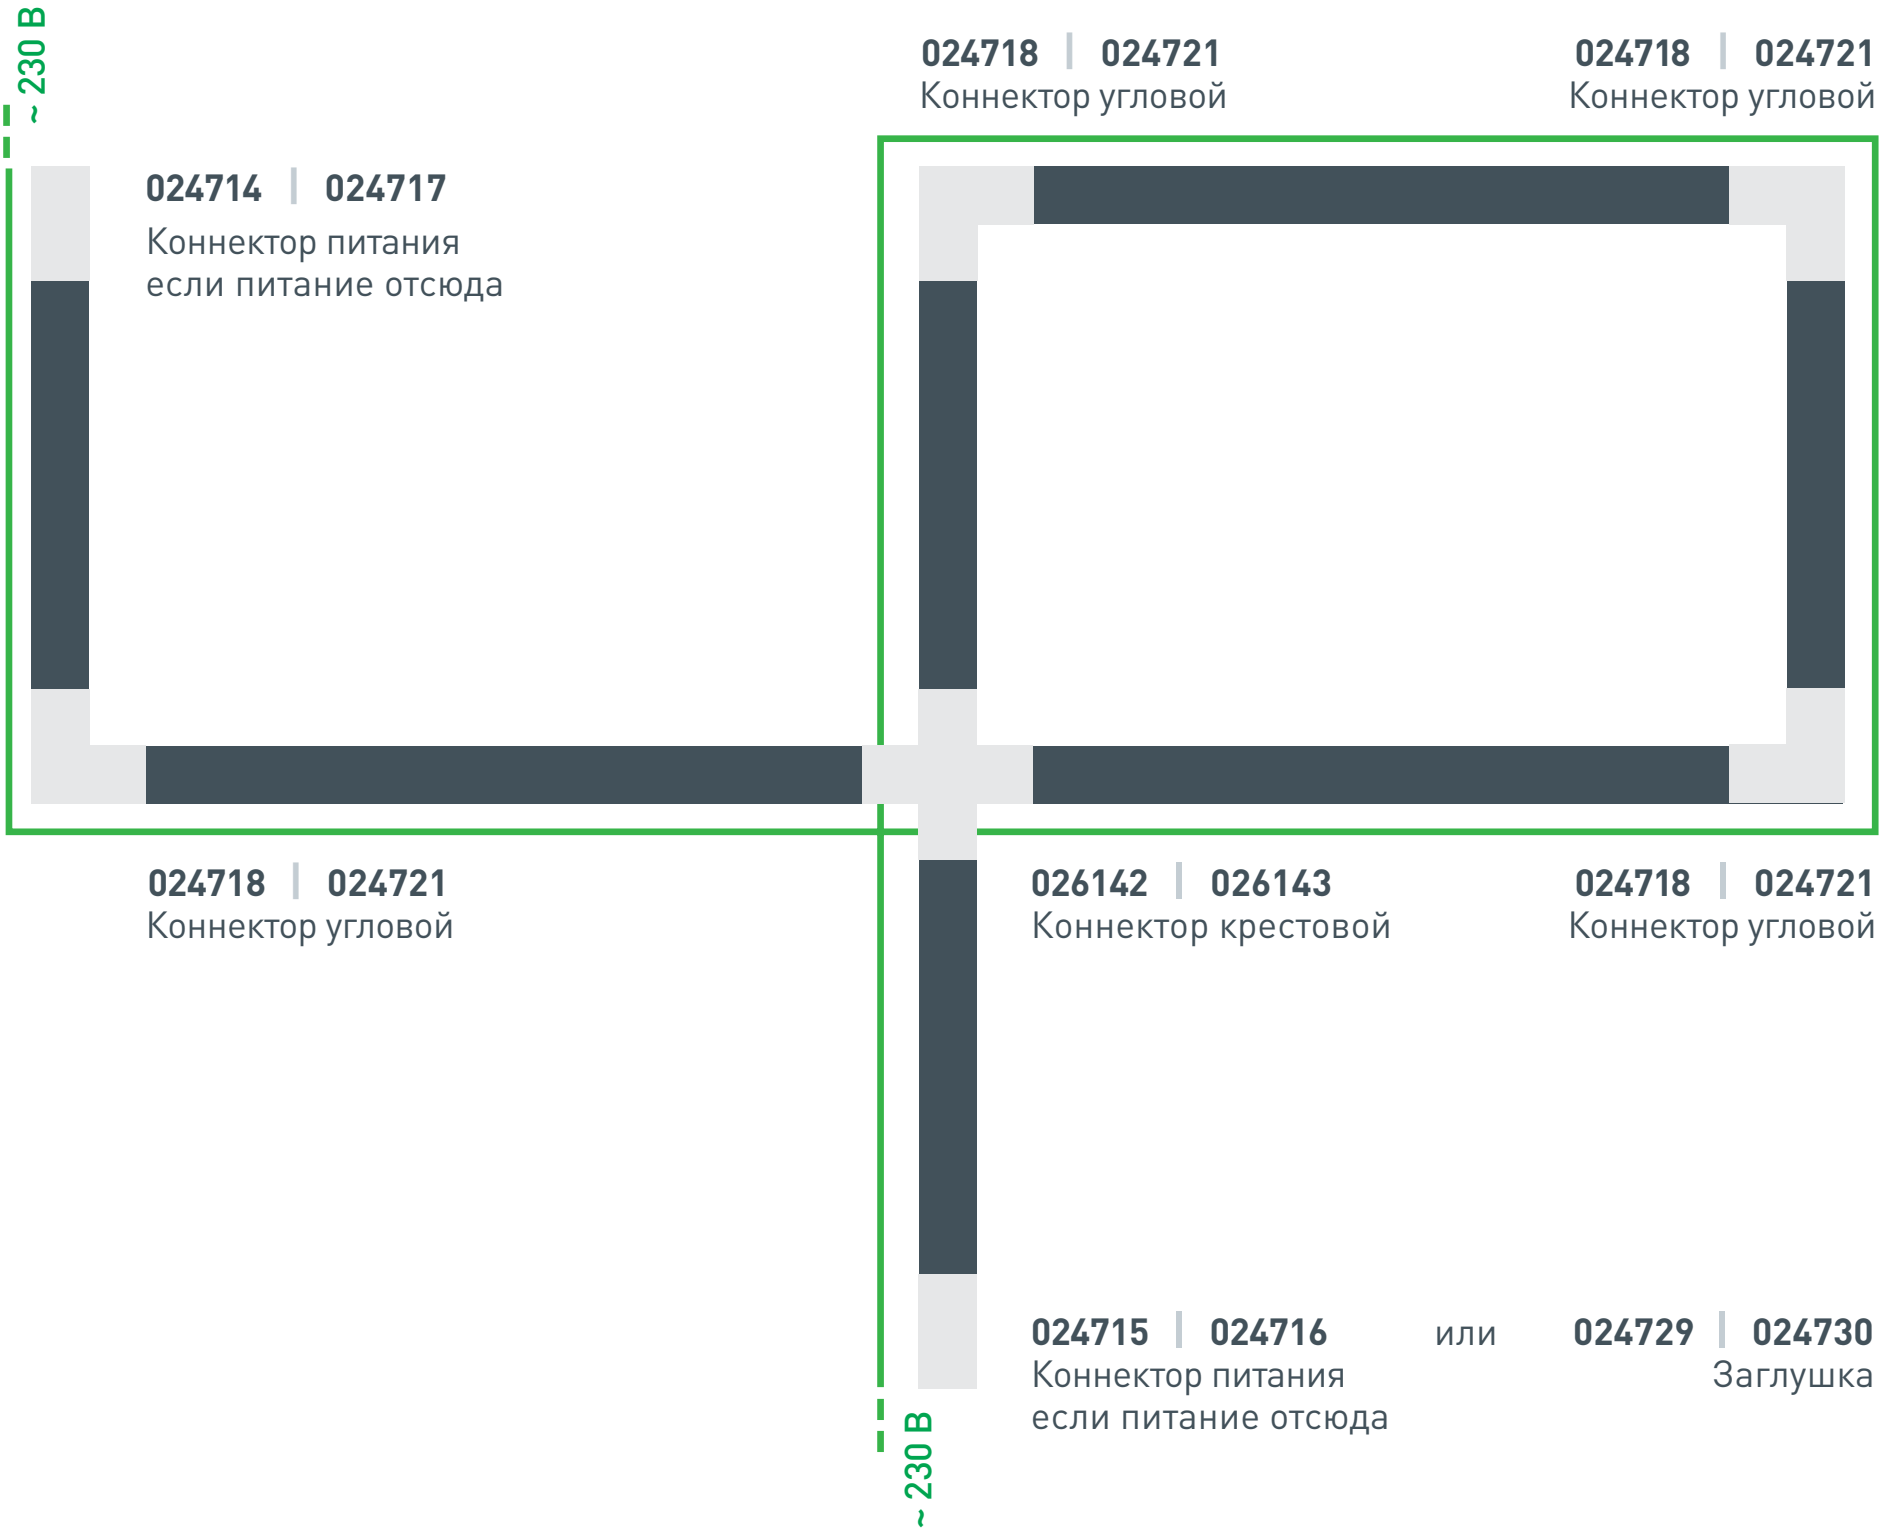 ~ 230 В
024718 | 024721
Коннектор угловой
024718 | 024721
Коннектор угловой
024714 | 024717
Коннектор питания
если питание отсюда
024718 | 024721
Коннектор угловой
026142 | 026143
Коннектор крестовой
024718 | 024721
Коннектор угловой
024715 | 024716
Коннектор питания
если питание отсюда
или
024729 | 024730
Заглушка
~ 230 В